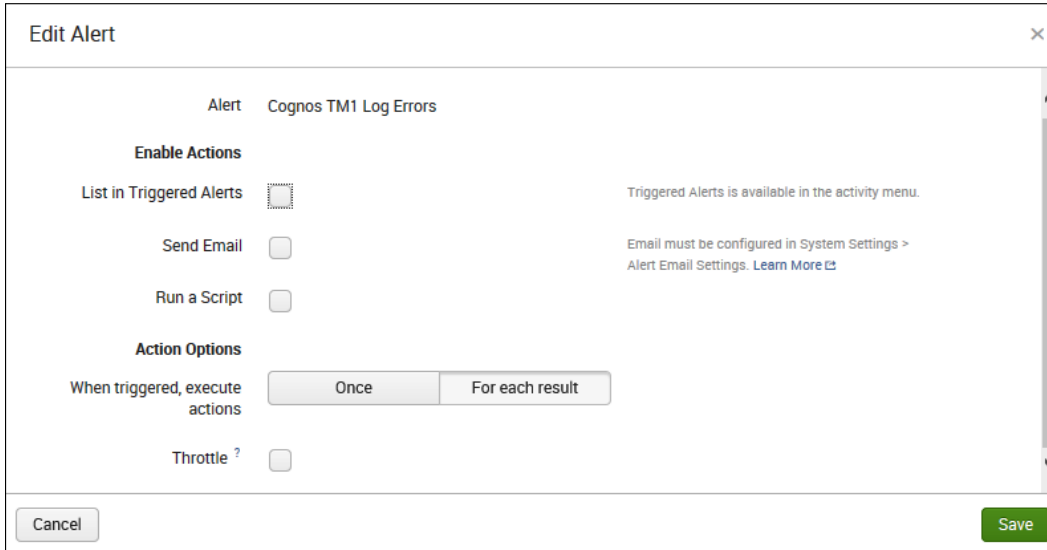 Edit Alert
×
Alert Cognos TM1 Log Errors
Enable Actions
List in Triggered Alerts Triggered Alerts is available in the activity menu.
Send Email Email must be configured in System Settings >
Alert Email Settings. Learn More
Run a Script
Action Options
When triggered, execute
actions
Once For each result
Throttle ?
Cancel Save